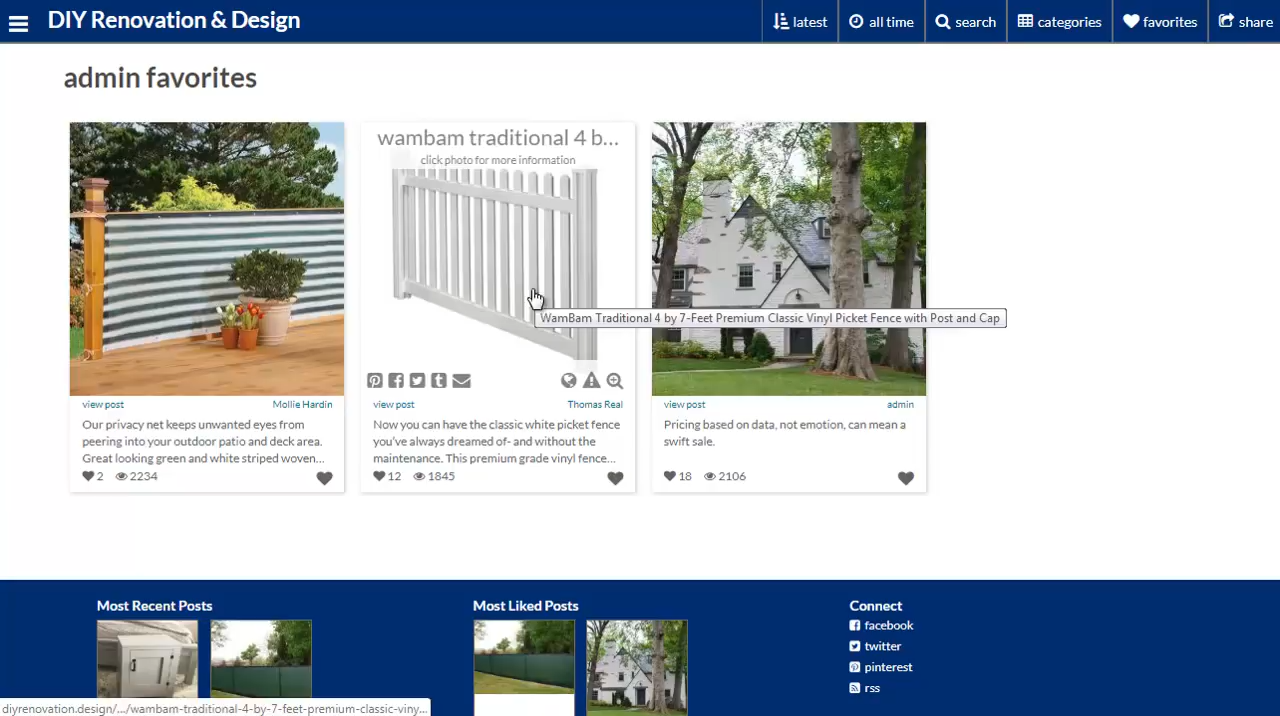 DIY Renovation & Design
latest
all time
search
categories
favorites
share
admin favorites
wambam traditional 4 b...
click photo for more information
WamBam Traditional 4 by 7-Feet Premium Classic Vinyl Picket Fence with Post and Cap
view post
Mollie Hardin
Our privacy net keeps unwanted eyes from
peering into your outdoor patio and deck area.
Great looking green and white striped woven...
2
2234
view post
Thomas Real
Now you can have the classic white picket fence
you've always dreamed of- and without the
maintenance. This premium grade vinyl fence...
12
1845
view post
admin
Pricing based on data, not emotion, can mean a
swift sale.
18
2106
Most Recent Posts
Most Liked Posts
Connect
facebook
twitter
pinterest
rss
diyrenovation.design/.../wambam-traditional-4-by-7-feet-premium-classic-viny...